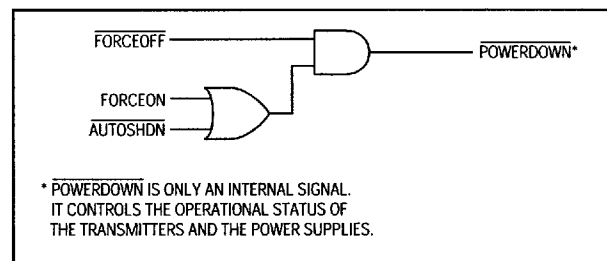 FORCEOFF
POWERDOWN*
FORCEON
AUTOSHDN
* POWERDOWN IS ONLY AN INTERNAL SIGNAL.
IT CONTROLS THE OPERATIONAL STATUS OF
THE TRANSMITTERS AND THE POWER SUPPLIES.